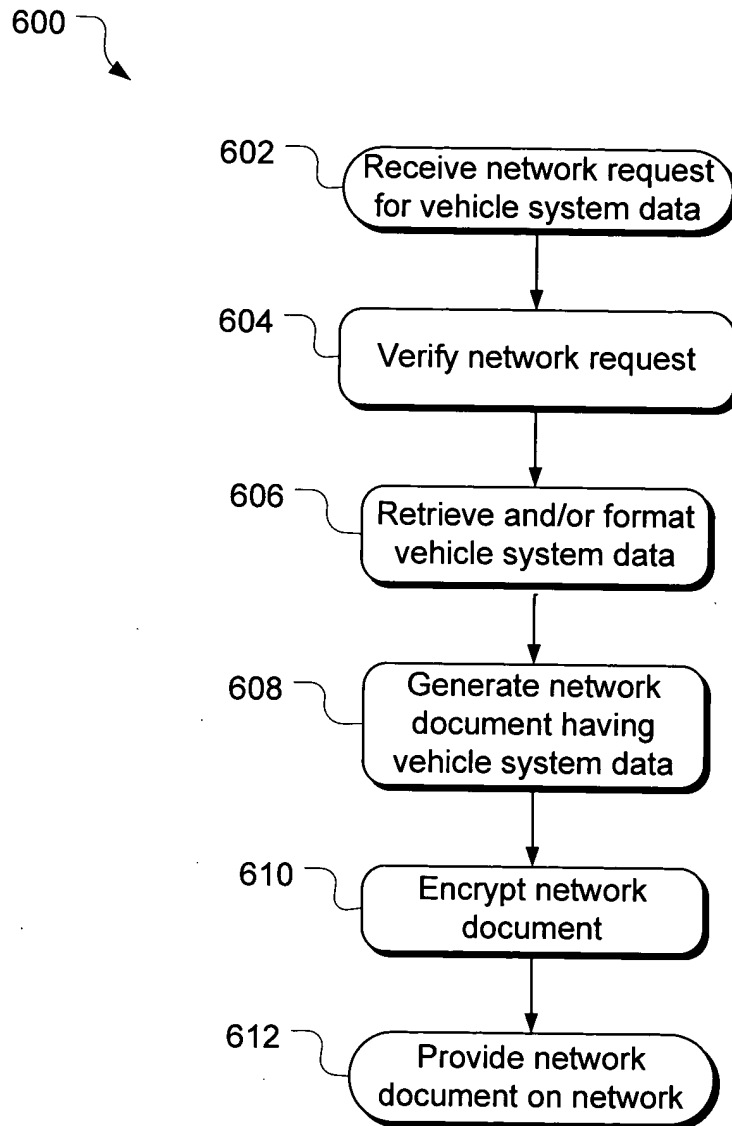 600
602
Receive network request
for vehicle system data
604
Verify network request
606
Retrieve and/or format
vehicle system data
608
Generate network
document having
vehicle system data
610
Encrypt network
document
612
Provide network
document on network